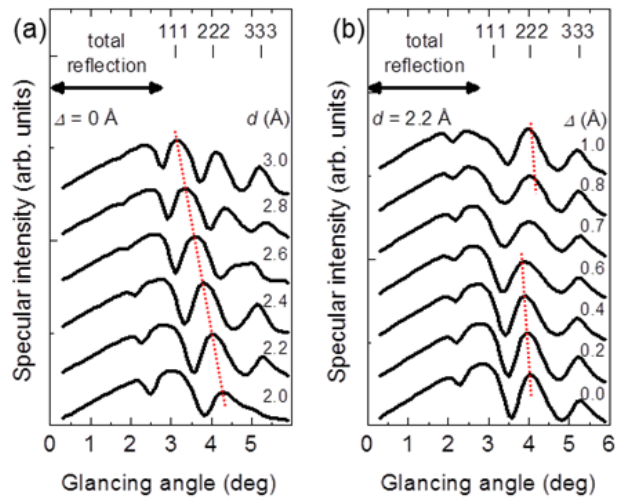 (a)
total
reflection
111 222 333
Δ = 0 Å
d (Å)
3.0
2.8
2.6
2.4
2.2
2.0
Specular intensity (arb. units)
0 1 2 3 4 5
Glancing angle (deg)
(b)
total
reflection
111 222 333
d = 2.2 Å
Δ (Å)
1.0
0.8
0.7
0.6
0.4
0.2
0.0
Specular intensity (arb. units)
0 1 2 3 4 5 6
Glancing angle (deg)